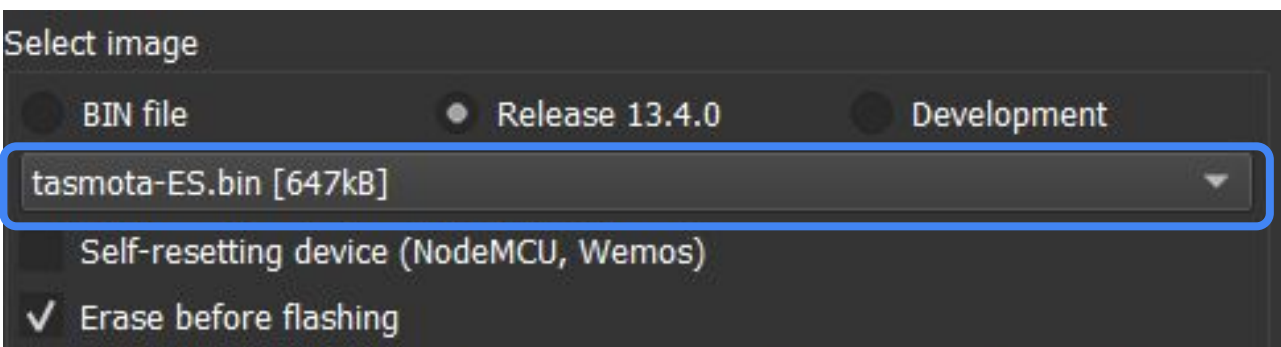 Select image
BIN file Release 13.4.0 Development
tasmota-ES.bin [647kB]
Self-resetting device (NodeMCU, Wemos)
Erase before flashing